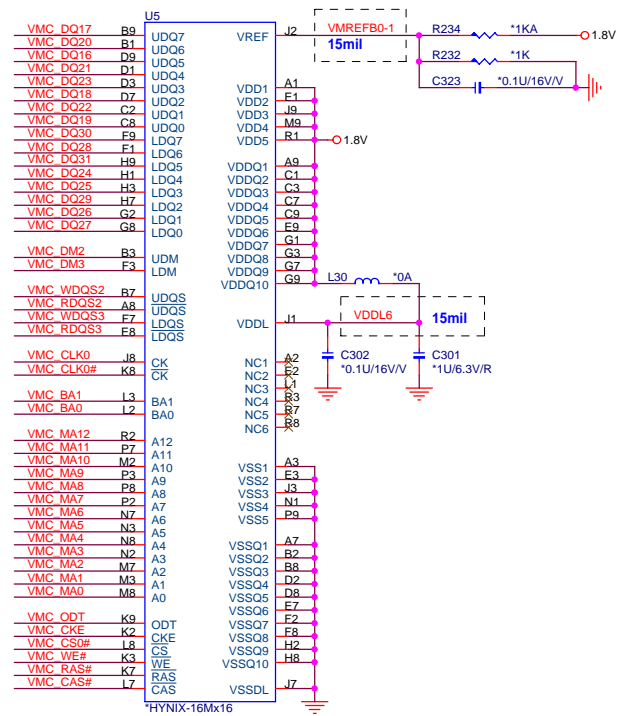 U5
VMC_DQ17 B9 UDQ7 VREF J2 VMREFB0-1 R234 *1KA 1.8V
15mil
VMC_DQ20 B1 UDQ6
VMC_DQ16 D9 UDQ5 R232 *1K
VMC_DQ21 D1 UDQ4
VMC_DQ23 D3 UDQ3 VDD1 A1 C323 *0.1U/16V/V
VMC_DQ18 D7 UDQ2 VDD2 E1
VMC_DQ22 C2 UDQ1 VDD3 J9
VMC_DQ19 C8 UDQ0 VDD4 M9
VMC_DQ30 F9 LDQ7 VDD5 R1 1.8V
VMC_DQ28 F1 LDQ6
VMC_DQ31 H9 LDQ5 VDDQ1 A9
VMC_DQ24 H1 LDQ4 VDDQ2 C1
VMC_DQ25 H3 LDQ3 VDDQ3 C3
VMC_DQ29 H7 LDQ2 VDDQ4 C7
VMC_DQ26 G2 LDQ1 VDDQ5 C9
VMC_DQ27 G8 LDQ0 VDDQ6 E9
VDDQ7 G1
VMC_DM2 B3 UDM VDDQ8 G3
VMC_DM3 F3 LDM VDDQ9 G7
VDDQ10 G9 L30 *0A
VMC_WDQS2 B7 UDQS
VMC_RDQS2 A8 UDQS
VMC_WDQS3 F7 LDQS VDDL J1 VDDL6 15mil
VMC_RDQS3 E8 LDQS
VMC_CLK0 J8 CK NC1 A2 C302 C301
VMC_CLK0# K8 CK NC2 E2 *0.1U/16V/V *1U/6.3V/R
NC3 L1
VMC_BA1 L3 BA1 NC4 R3
VMC_BA0 L2 BA0 NC5 R7
NC6 R8
VMC_MA12 R2 A12
VMC_MA11 P7 A11
VMC_MA10 M2 A10 VSS1 A3
VMC_MA9 P3 A9 VSS2 E3
VMC_MA8 P8 A8 VSS3 J3
VMC_MA7 P2 A7 VSS4 N1
VMC_MA6 N7 A6 VSS5 P9
VMC_MA5 N3 A5
VMC_MA4 N8 A4 VSSQ1 A7
VMC_MA3 N2 A3 VSSQ2 B2
VMC_MA2 M7 A2 VSSQ3 B8
VMC_MA1 M3 A1 VSSQ4 D2
VMC_MA0 M8 A0 VSSQ5 D8
VSSQ6 E7
VMC_ODT K9 ODT VSSQ7 F2
VMC_CKE K2 CKE VSSQ8 F8
VMC_CS0# L8 CS VSSQ9 H2
VMC_WE# K3 WE VSSQ10 H8
VMC_RAS# K7 RAS
VMC_CAS# L7 CAS VSSDL J7
*HYNIX-16Mx16